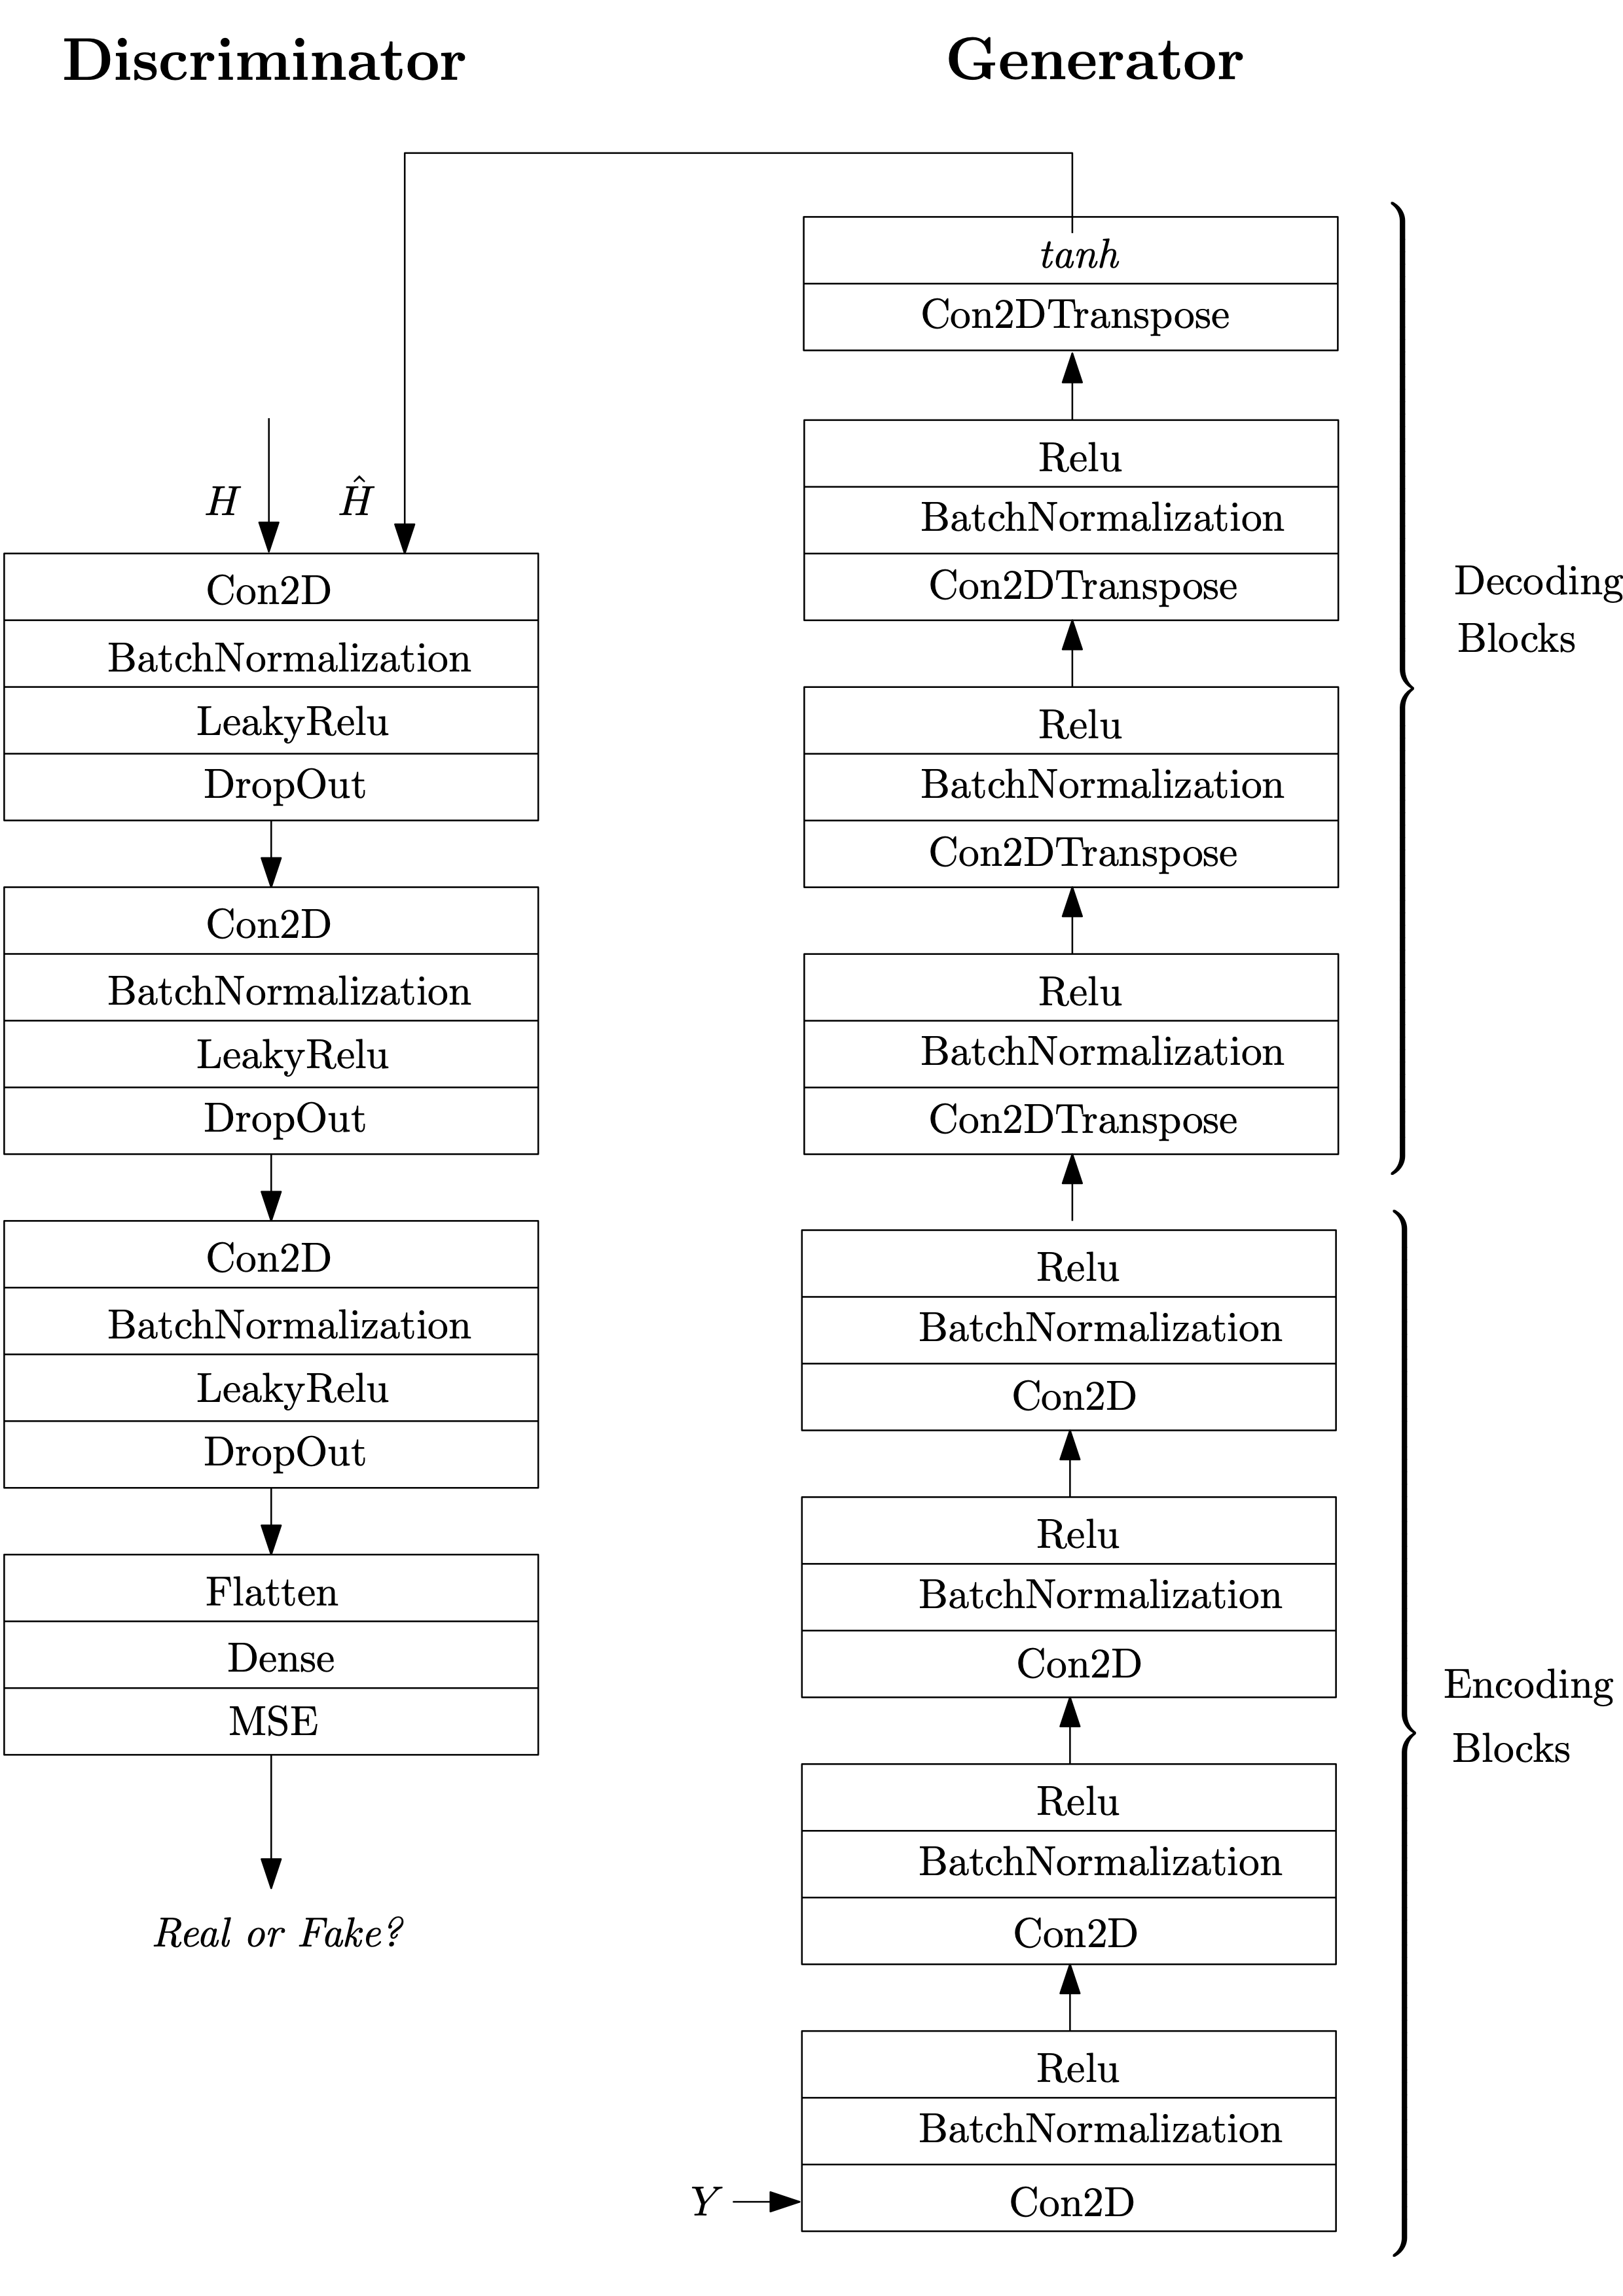 Discriminator
Generator
H
Ĥ
Con2D
BatchNormalization
LeakyRelu
DropOut
Con2D
BatchNormalization
LeakyRelu
DropOut
Con2D
BatchNormalization
LeakyRelu
DropOut
Flatten
Dense
MSE
Real or Fake?
tanh
Con2DTranspose
Relu
BatchNormalization
Con2DTranspose
Relu
BatchNormalization
Con2DTranspose
Relu
BatchNormalization
Con2DTranspose
Decoding
Blocks
Relu
BatchNormalization
Con2D
Relu
BatchNormalization
Con2D
Relu
BatchNormalization
Con2D
Relu
BatchNormalization
Con2D
Y
Encoding
Blocks